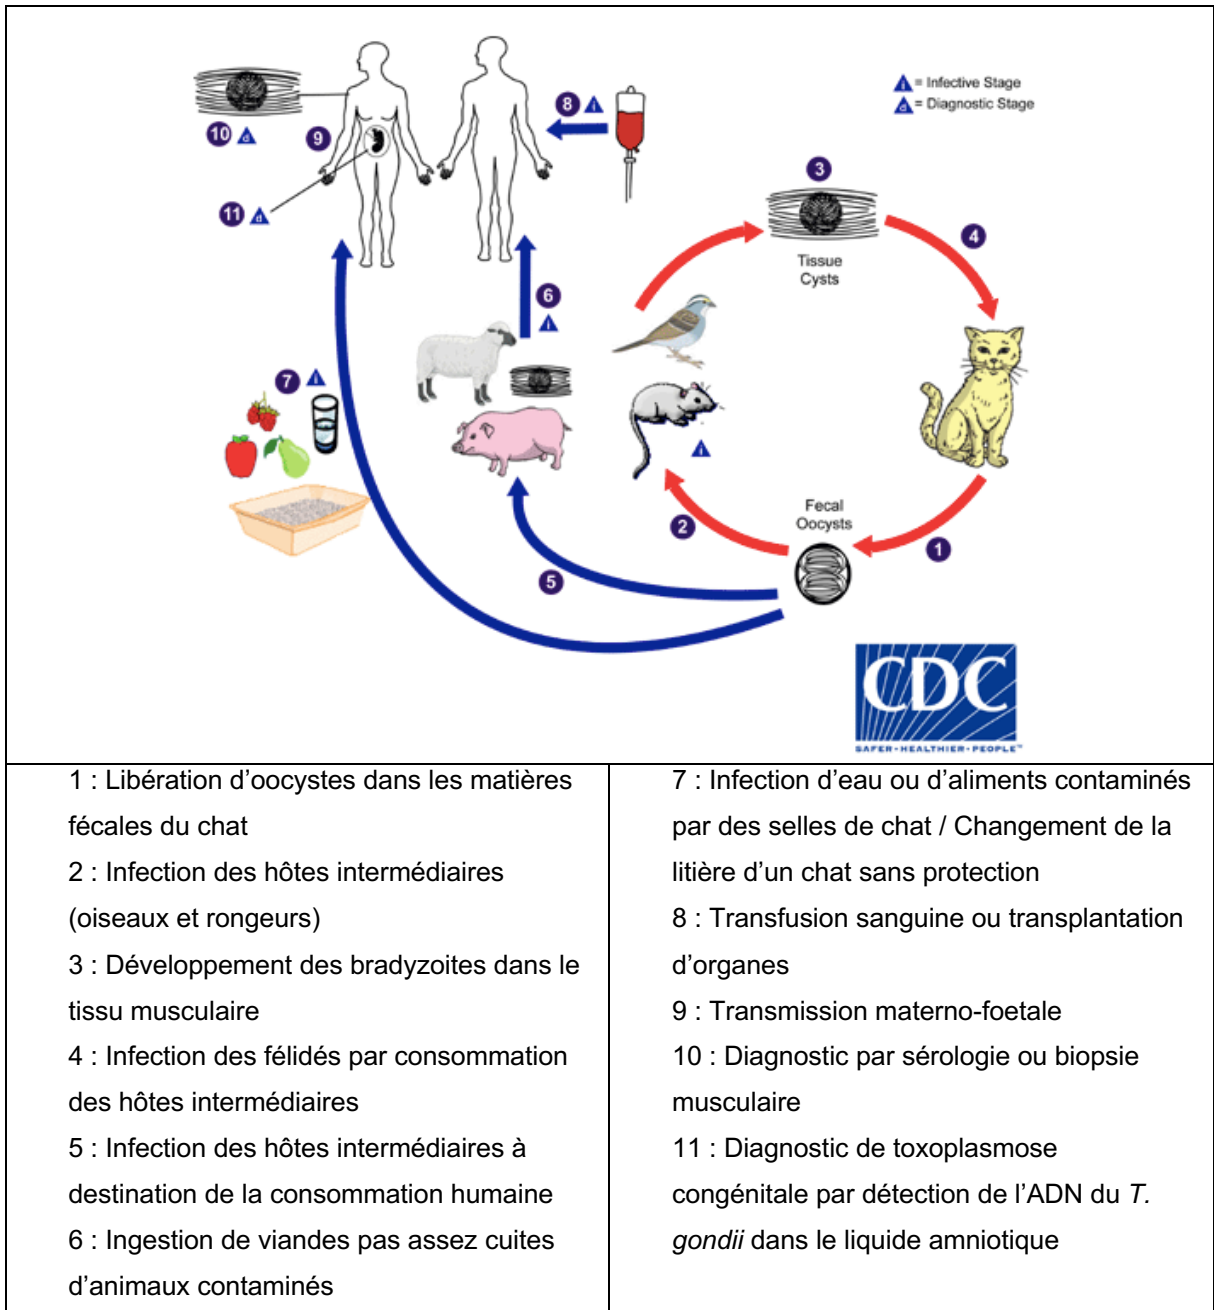 8 i
i = Infective Stage
d = Diagnostic Stage
10 d
9
3
11 d
4
Tissue
Cysts
6
i
7 i
i
Fecal
Oocysts
2
1
5
CDC
SAFER•HEALTHIER•PEOPLE™
1 : Libération d’oocystes dans les matières
fécales du chat
2 : Infection des hôtes intermédiaires
(oiseaux et rongeurs)
3 : Développement des bradyzoites dans le
tissu musculaire
4 : Infection des félidés par consommation
des hôtes intermédiaires
5 : Infection des hôtes intermédiaires à
destination de la consommation humaine
6 : Ingestion de viandes pas assez cuites
d’animaux contaminés
7 : Infection d’eau ou d’aliments contaminés
par des selles de chat / Changement de la
litière d’un chat sans protection
8 : Transfusion sanguine ou transplantation
d’organes
9 : Transmission materno-foetale
10 : Diagnostic par sérologie ou biopsie
musculaire
11 : Diagnostic de toxoplasmose
congénitale par détection de l’ADN du T.
gondii dans le liquide amniotique